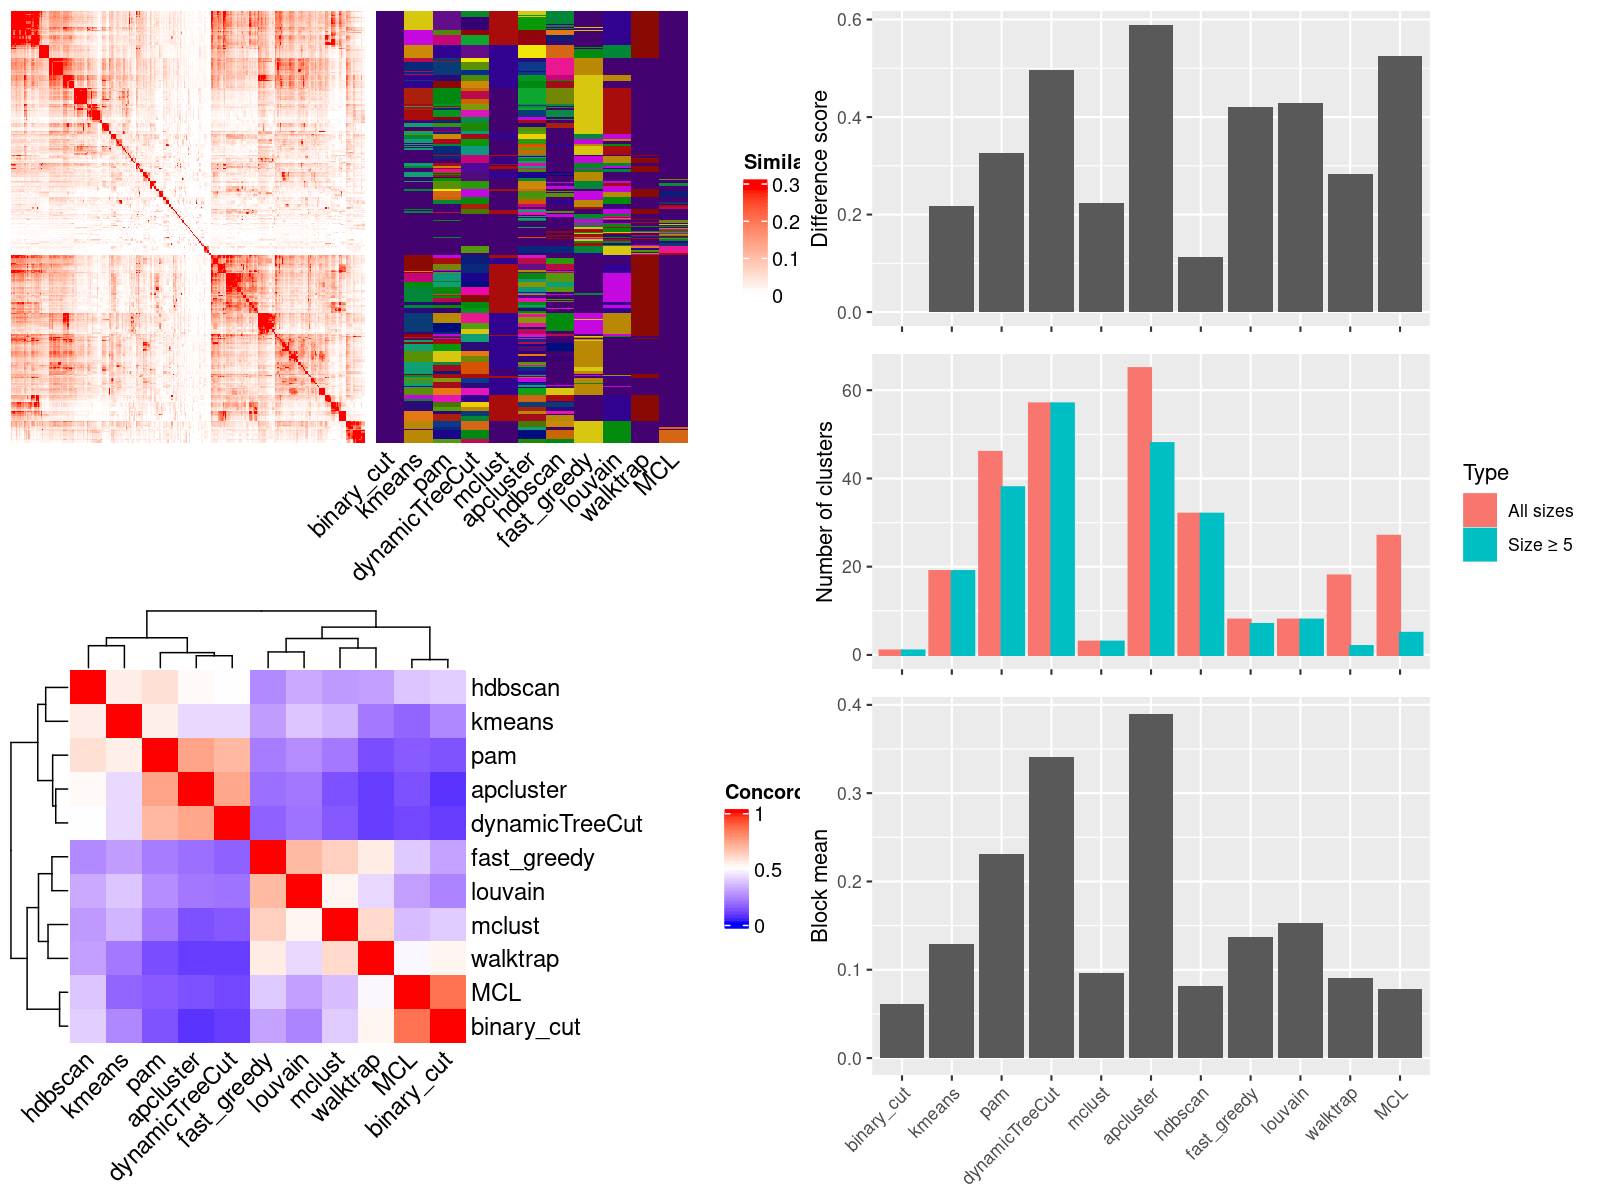 Simila
0.3
0.2
0.1
0
binary_cut
kmeans
pam
dynamicTreeCut
mclust
apcluster
hdbscan
fast_greedy
louvain
walktrap
MCL
hdbscan
kmeans
pam
apcluster
dynamicTreeCut
fast_greedy
louvain
mclust
walktrap
MCL
binary_cut
Concorc
1
0.5
0
hdbscan
kmeans
pam
apcluster
dynamicTreeCut
fast_greedy
louvain
mclust
walktrap
MCL
binary_cut
Difference score
0.6
0.4
0.2
0.0
Number of clusters
60
40
20
0
Type
All sizes
Size ≥ 5
Block mean
0.4
0.3
0.2
0.1
0.0
binary_cut
kmeans
pam
dynamicTreeCut
mclust
apcluster
hdbscan
fast_greedy
louvain
walktrap
MCL